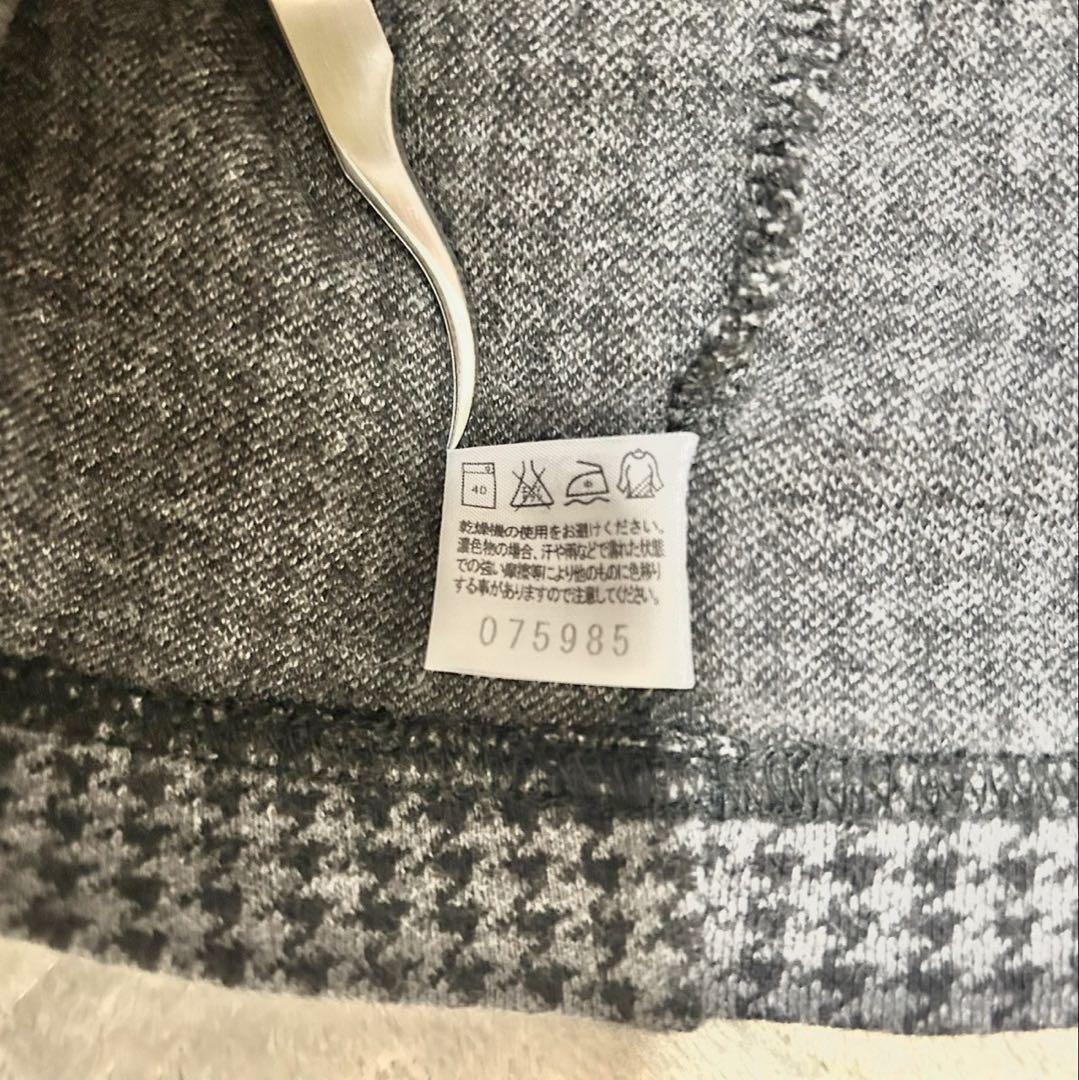 40
乾燥機の使用をお避けください。
濃色物の場合、汗や雨などで濡れた状態
での強い摩擦等により他のものに色移り
する事がありますので注意してください。
075985